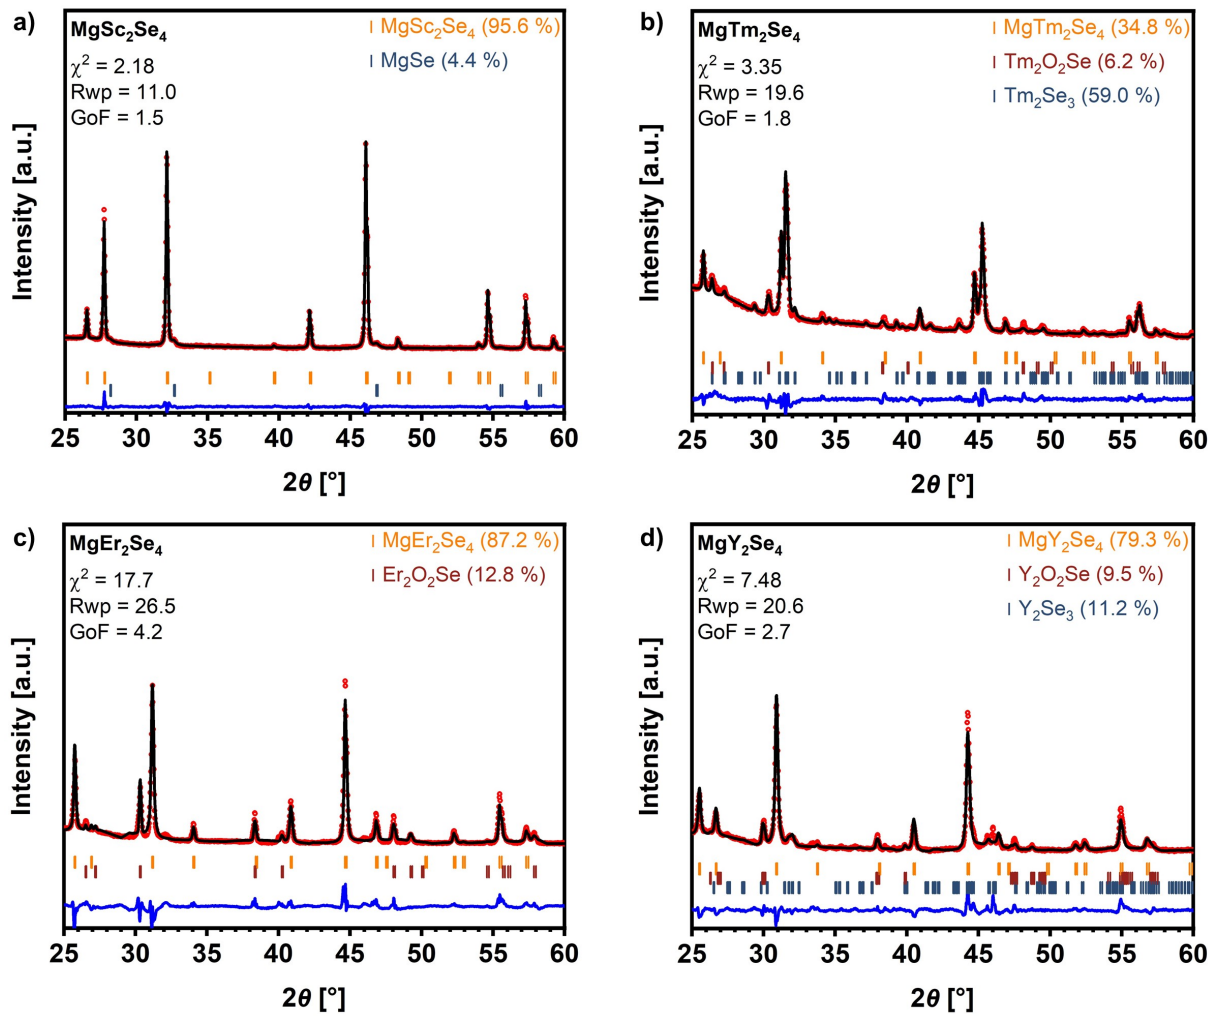 a)
MgSc₂Se₄
χ² = 2.18
Rwp = 11.0
GoF = 1.5
MgSc₂Se₄ (95.6 %)
MgSe (4.4 %)
Intensity [a.u.]
25 30 35 40 45 50 55 60
2θ [°]
b)
MgTm₂Se₄
χ² = 3.35
Rwp = 19.6
GoF = 1.8
MgTm₂Se₄ (34.8 %)
Tm₂O₂Se (6.2 %)
Tm₂Se₃ (59.0 %)
Intensity [a.u.]
25 30 35 40 45 50 55 60
2θ [°]
c)
MgEr₂Se₄
χ² = 17.7
Rwp = 26.5
GoF = 4.2
MgEr₂Se₄ (87.2 %)
Er₂O₂Se (12.8 %)
Intensity [a.u.]
25 30 35 40 45 50 55 60
2θ [°]
d)
MgY₂Se₄
χ² = 7.48
Rwp = 20.6
GoF = 2.7
MgY₂Se₄ (79.3 %)
Y₂O₂Se (9.5 %)
Y₂Se₃ (11.2 %)
Intensity [a.u.]
25 30 35 40 45 50 55 60
2θ [°]